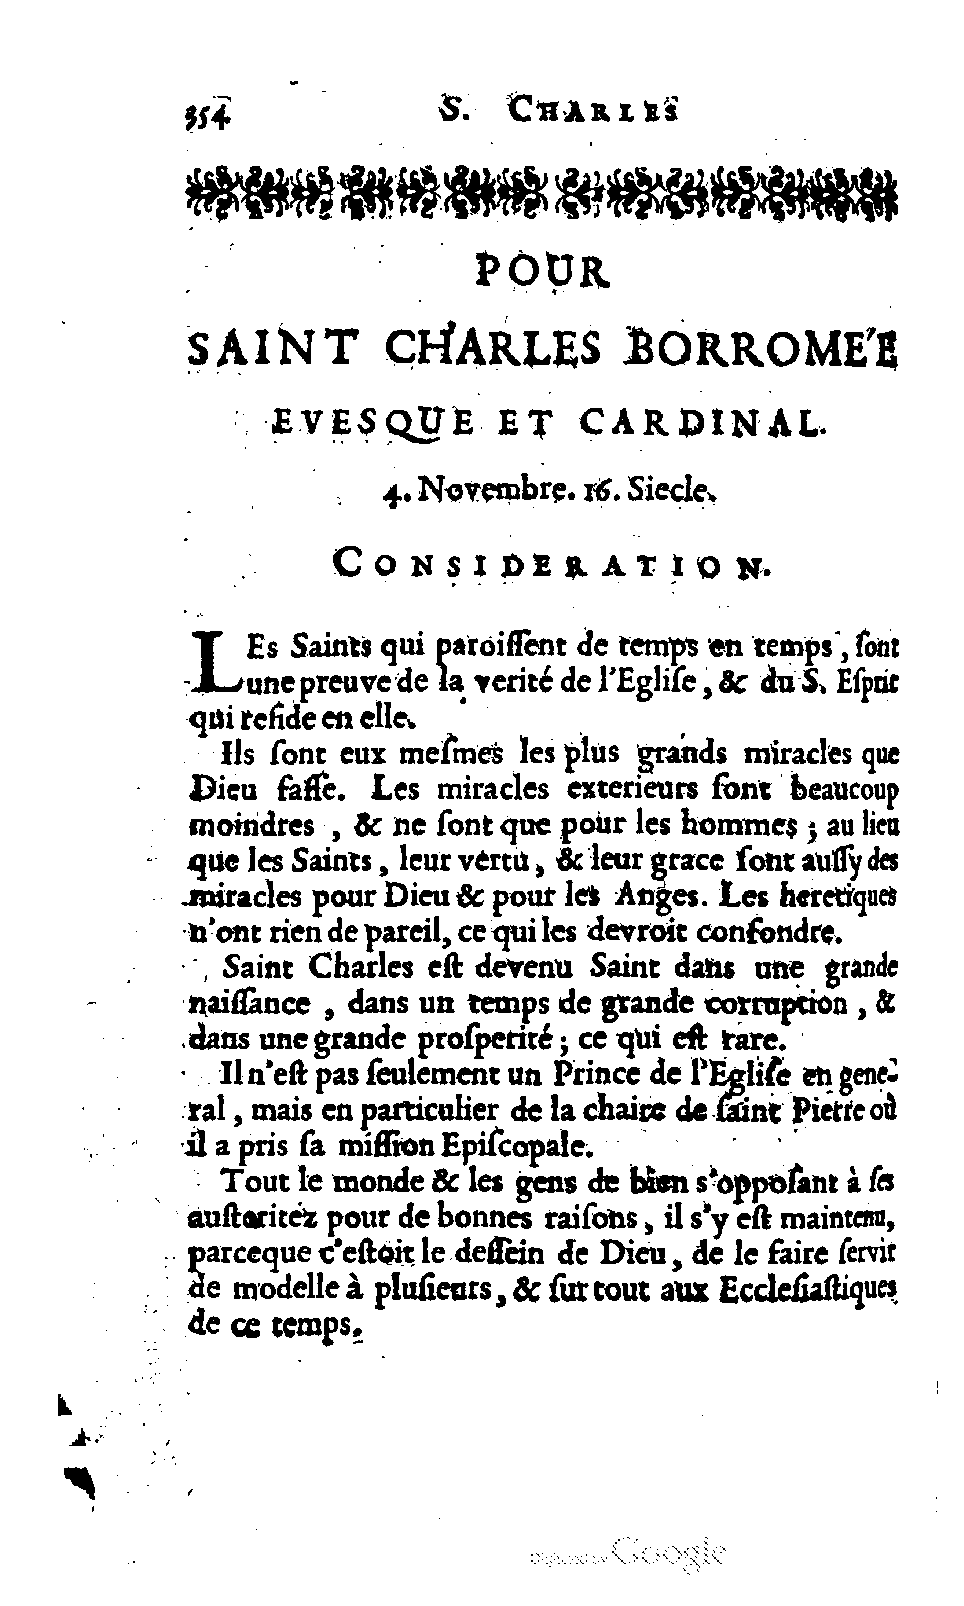 354 S. CHARLES
POUR
SAINT CHARLES BORROME'E
EVESQUE ET CARDINAL.
4. Novembre. 16. Siecle.
CONSIDERATION.
LEs Saints qui paroiſſent de temps en temps, ſont
une preuve de la verité de l'Egliſe, & du S. Eſprit
qui reſide en elle.
Ils ſont eux meſmes les plus grands miracles que
Dieu faſſe. Les miracles exterieurs ſont beaucoup
moindres, & ne ſont que pour les hommes; au lieu
que les Saints, leur vertu, & leur grace ſont auſſy des
miracles pour Dieu & pour les Anges. Les heretiques
n'ont rien de pareil, ce qui les devroit confondre.
Saint Charles eſt devenu Saint dans une grande
naiſſance, dans un temps de grande corruption, &
dans une grande proſperité; ce qui eſt rare.
Il n'eſt pas ſeulement un Prince de l'Egliſe en gene-
ral, mais en particulier de la chaire de ſaint Pierre où
il a pris ſa miſſion Epiſcopale.
Tout le monde & les gens de bien s'oppoſant à ſes
auſteritez pour de bonnes raiſons, il s'y eſt maintenu,
parceque c'eſtoit le deſſein de Dieu, de le faire ſervir
de modelle à pluſieurs, & ſur tout aux Eccleſiaſtiques
de ce temps.
Digitized by Google